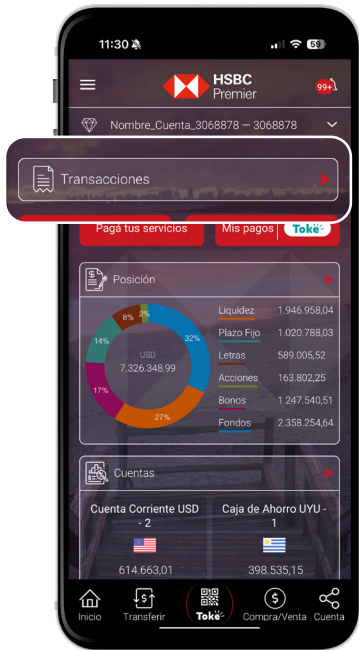 11:30
59
HSBC
Premier
99+
Nombre_Cuenta_3068878 — 3068878
Transacciones
Pagá tus servicios
Mis pagos
Toke
Posición
8%
2%
32%
14%
17%
27%
USD
7.326.348,99
Liquidez 1.946.958,04
Plazo Fijo 1.020.788,03
Letras 589.005,52
Acciones 163.802,25
Bonos 1.247.540,51
Fondos 2.358.254,64
Cuentas
Cuenta Corriente USD
- 2
Caja de Ahorro UYU -
1
614.663,01
398.535,15
Inicio
Transferir
Toke
Compra/Venta
Cuenta